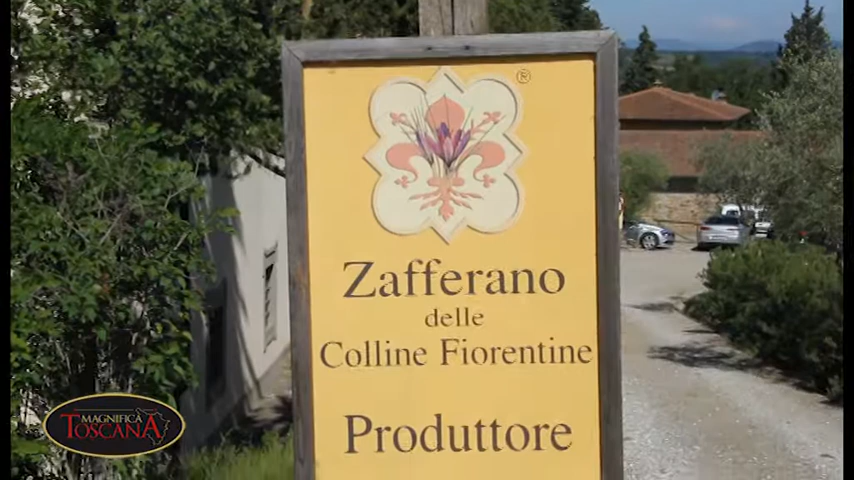 ®
Zafferano
delle
Colline Fiorentine
Produttore
MAGNIFICA
TOSCANA